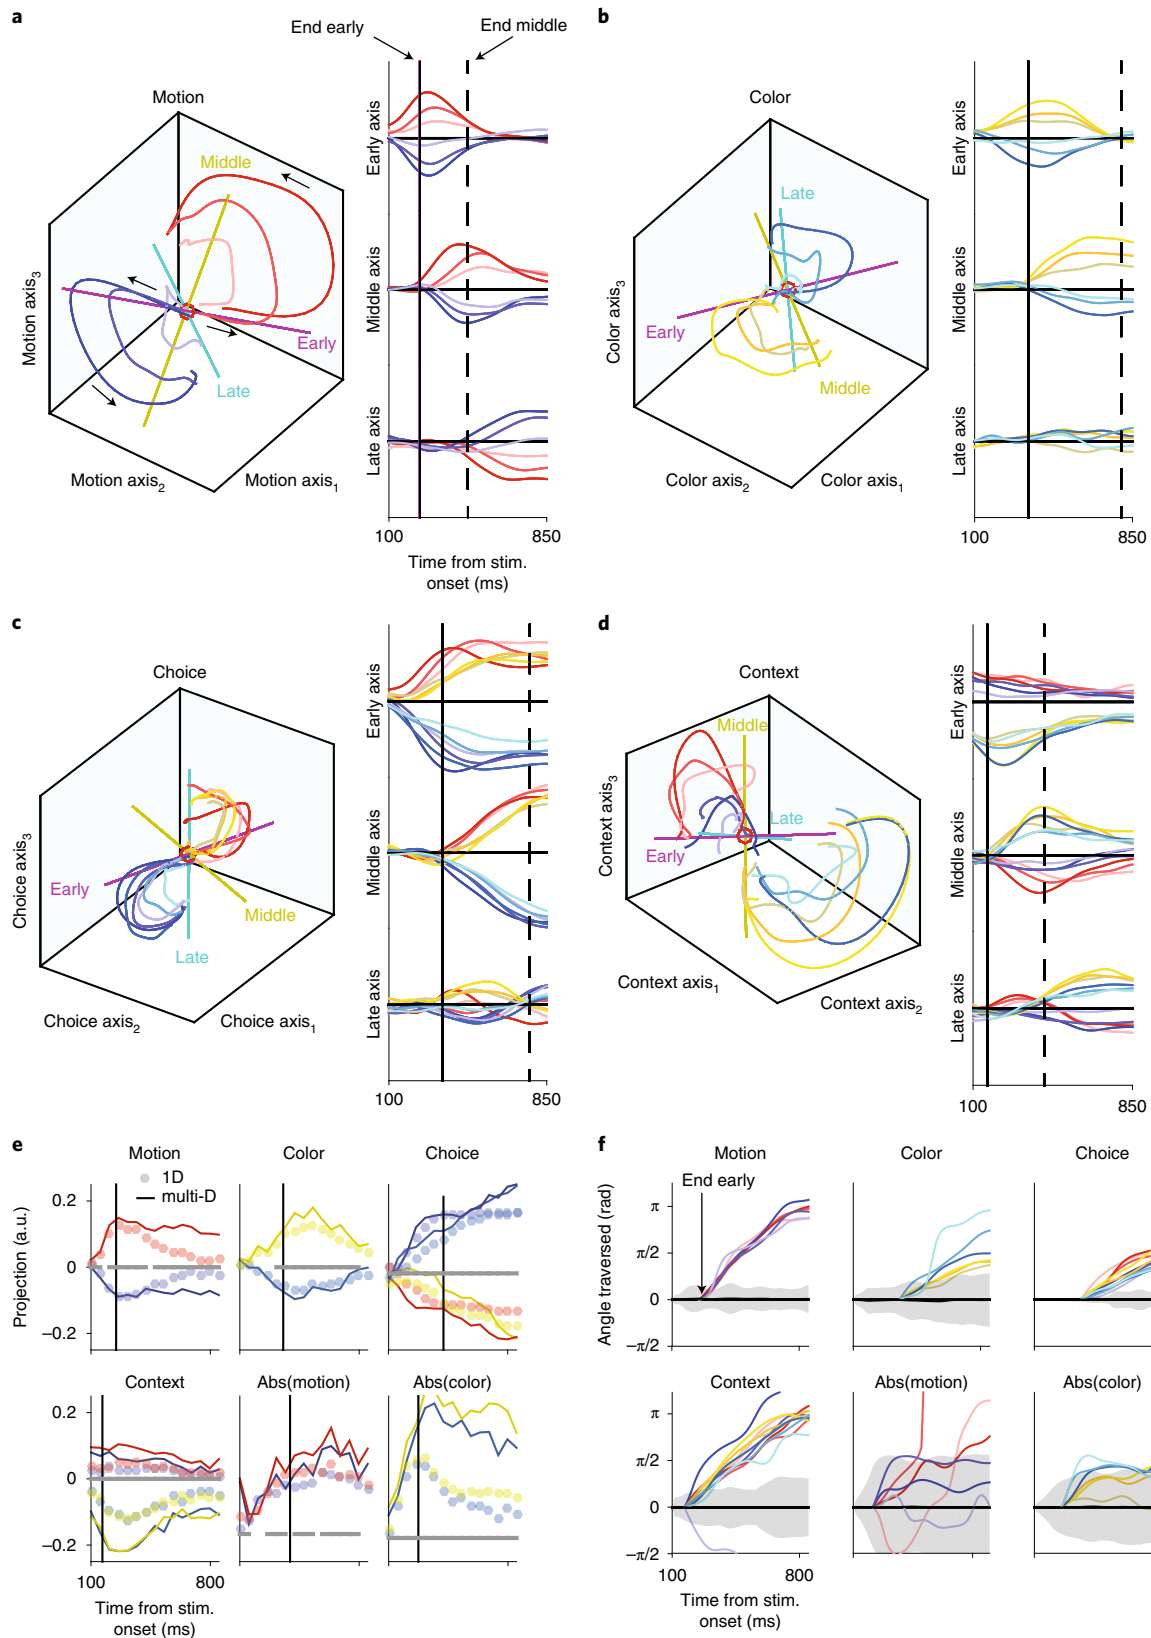 a
End early
End middle
Motion
Middle
Late
Early
Motion axis3
Motion axis2
Motion axis1
Early axis
Middle axis
Late axis
100
850
Time from stim.
onset (ms)
b
Color
Late
Early
Middle
Color axis3
Color axis2
Color axis1
Early axis
Middle axis
Late axis
100
850
c
Choice
Early
Middle
Late
Choice axis3
Choice axis2
Choice axis1
Early axis
Middle axis
Late axis
100
850
d
Context
Middle
Late
Early
Context axis3
Context axis1
Context axis2
Early axis
Middle axis
Late axis
100
850
e
Motion
Color
Choice
1D
multi-D
Projection (a.u.)
0.2
0
−0.2
Context
Abs(motion)
Abs(color)
0.2
0
−0.2
100
800
Time from stim.
onset (ms)
f
Motion
Color
Choice
End early
Angle traversed (rad)
π
π/2
0
−π/2
Context
Abs(motion)
Abs(color)
π
π/2
0
−π/2
100
800
Time from stim.
onset (ms)